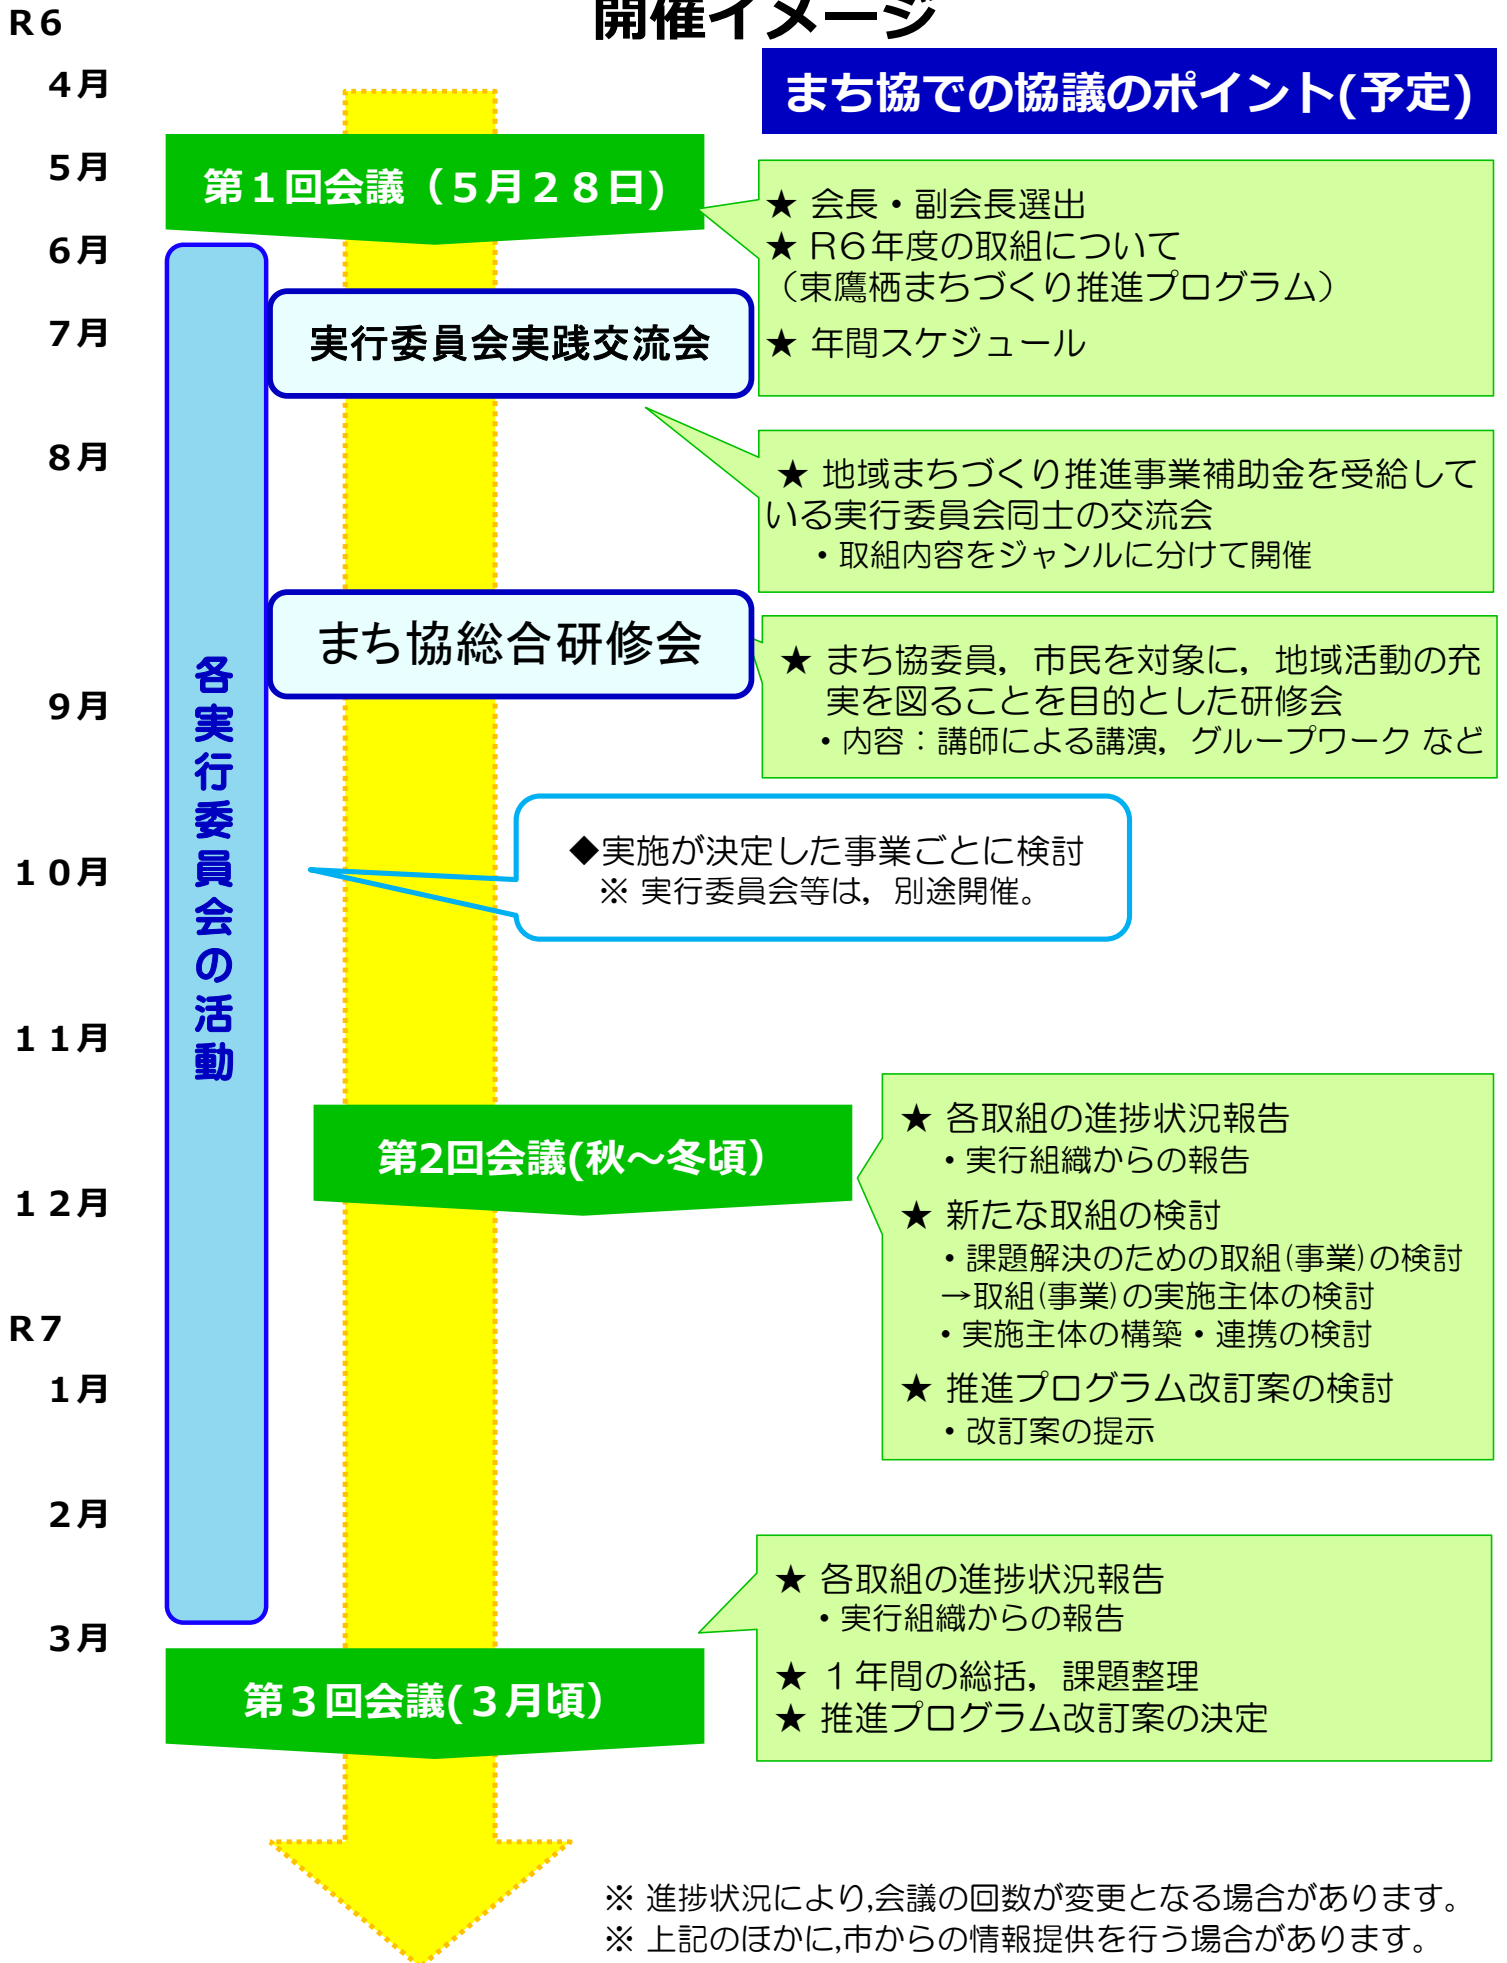 開催イメージ
R6
4月
5月
6月
7月
8月
9月
10月
11月
12月
R7
1月
2月
3月
まち協での協議のポイント(予定)
第1回会議（5月28日)
★ 会長・副会長選出
★ R6年度の取組について
（東鷹栖まちづくり推進プログラム）
★ 年間スケジュール
実行委員会実践交流会
★ 地域まちづくり推進事業補助金を受給して
いる実行委員会同士の交流会
・取組内容をジャンルに分けて開催
まち協総合研修会
★ まち協委員，市民を対象に，地域活動の充
実を図ることを目的とした研修会
・内容：講師による講演，グループワーク など
各実行委員会の活動
◆実施が決定した事業ごとに検討
※ 実行委員会等は，別途開催。
第2回会議(秋～冬頃）
★ 各取組の進捗状況報告
・実行組織からの報告
★ 新たな取組の検討
・課題解決のための取組(事業)の検討
→取組(事業)の実施主体の検討
・実施主体の構築・連携の検討
★ 推進プログラム改訂案の検討
・改訂案の提示
第3回会議(3月頃）
★ 各取組の進捗状況報告
・実行組織からの報告
★ 1年間の総括，課題整理
★ 推進プログラム改訂案の決定
※ 進捗状況により,会議の回数が変更となる場合があります。
※ 上記のほかに,市からの情報提供を行う場合があります。